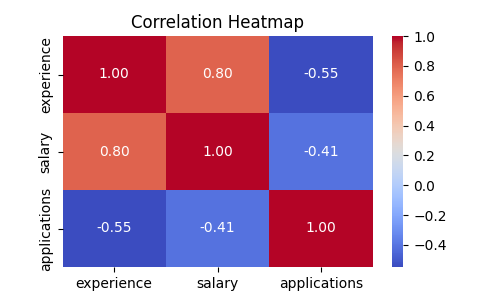 Correlation Heatmap
experience
1.00
0.80
-0.55
salary
0.80
1.00
-0.41
applications
-0.55
-0.41
1.00
experience
salary
applications
1.0
0.8
0.6
0.4
0.2
0.0
−0.2
−0.4